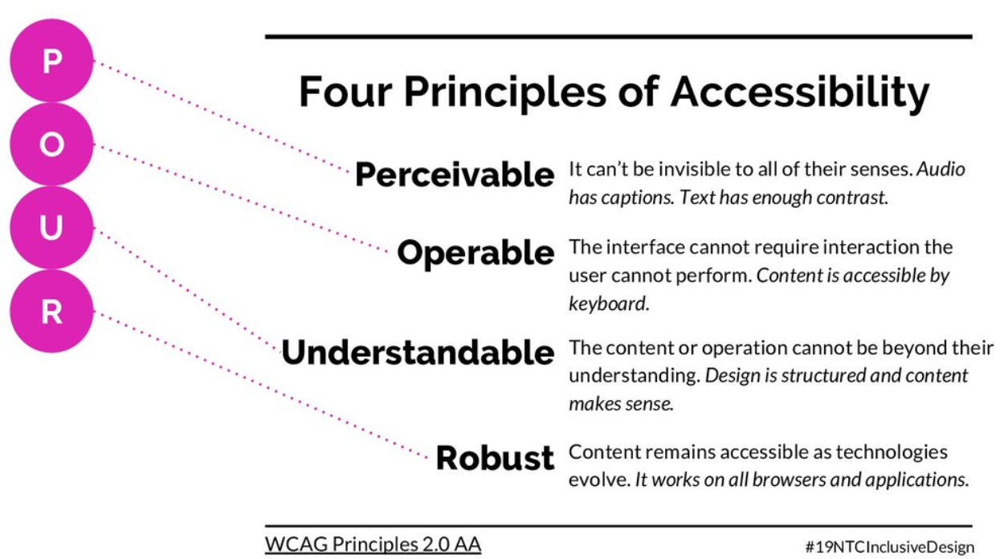 P
O
U
R
Four Principles of Accessibility
Perceivable
It can’t be invisible to all of their senses. Audio
has captions. Text has enough contrast.
Operable
The interface cannot require interaction the
user cannot perform. Content is accessible by
keyboard.
Understandable
The content or operation cannot be beyond their
understanding. Design is structured and content
makes sense.
Robust
Content remains accessible as technologies
evolve. It works on all browsers and applications.
WCAG Principles 2.0 AA
#19NTCInclusiveDesign